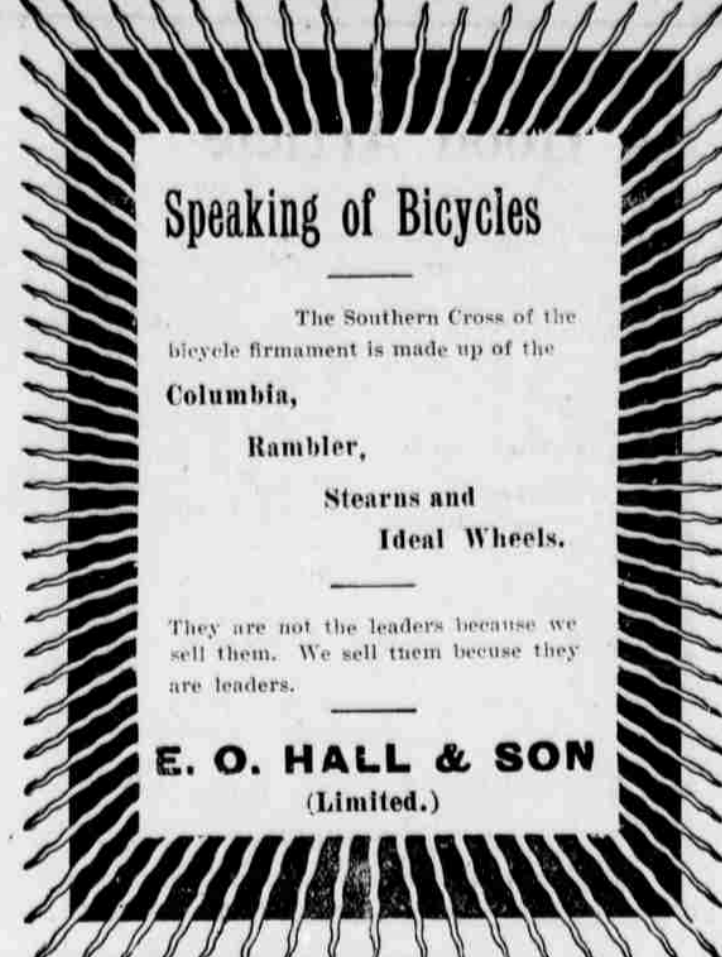 Speaking of Bicycles
The Southern Cross of the
bicycle firmament is made up of the
Columbia,
Rambler,
Stearns and
Ideal Wheels.
They are not the leaders because we
sell them. We sell tnem becuse they
are leaders.
E. O. HALL & SON
(Limited.)